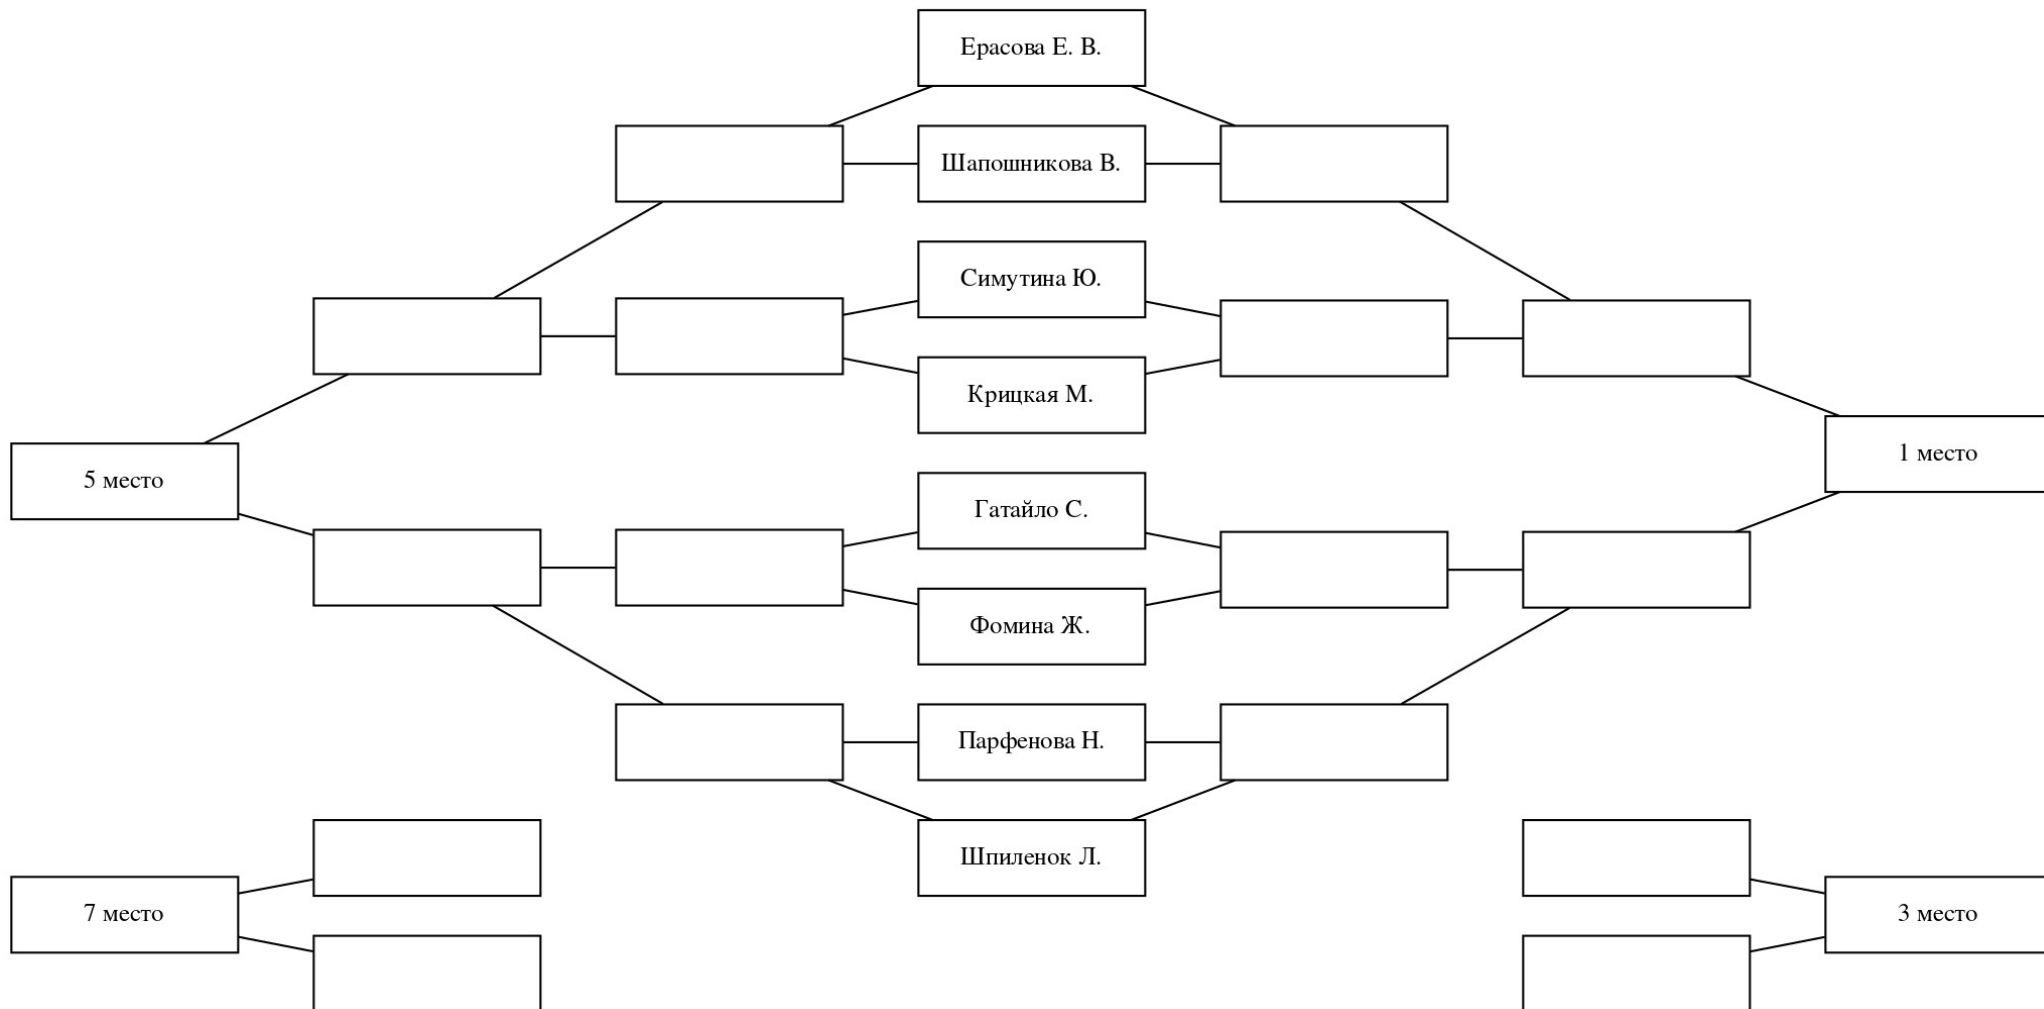 Ерасова Е. В.
Шапошникова В.
Симутина Ю.
Крицкая М.
1 место
5 место
Гатайло С.
Фомина Ж.
Парфенова Н.
Шпиленок Л.
7 место
3 место